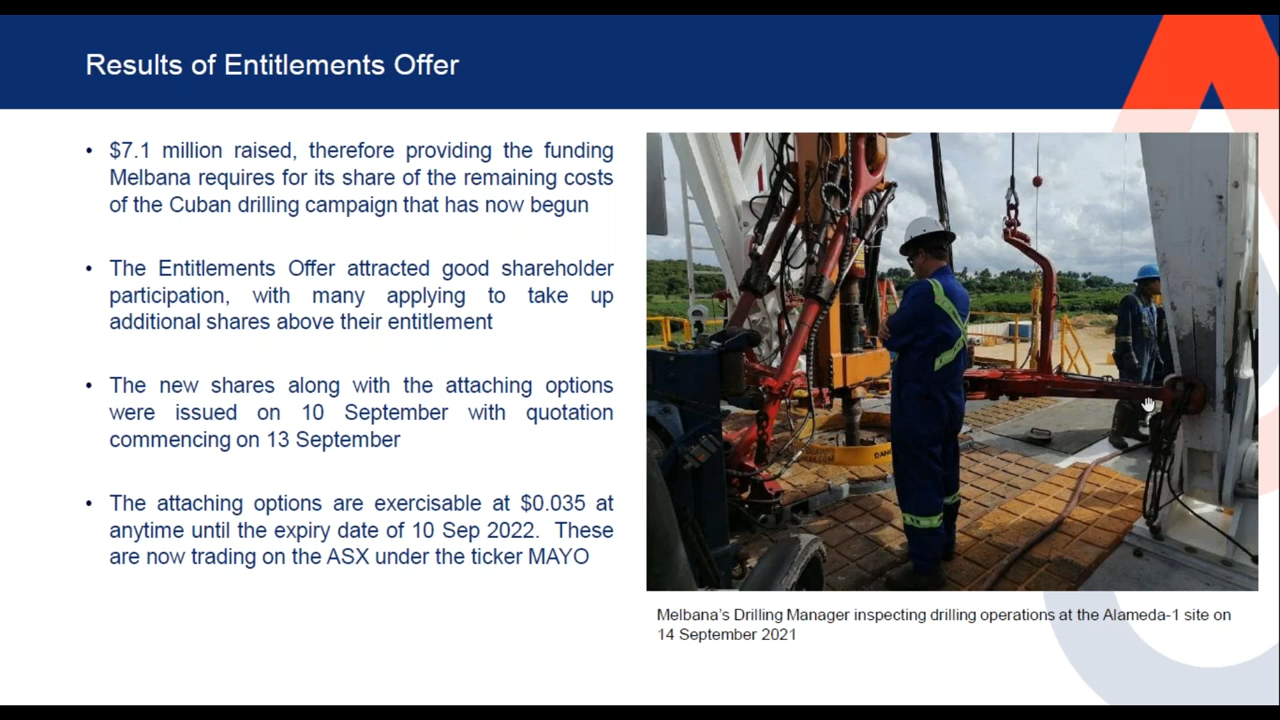 Results of Entitlements Offer
• $7.1 million raised, therefore providing the funding
Melbana requires for its share of the remaining costs
of the Cuban drilling campaign that has now begun
• The Entitlements Offer attracted good shareholder
participation, with many applying to take up
additional shares above their entitlement
• The new shares along with the attaching options
were issued on 10 September with quotation
commencing on 13 September
• The attaching options are exercisable at $0.035 at
anytime until the expiry date of 10 Sep 2022. These
are now trading on the ASX under the ticker MAYO
Melbana's Drilling Manager inspecting drilling operations at the Alameda-1 site on
14 September 2021